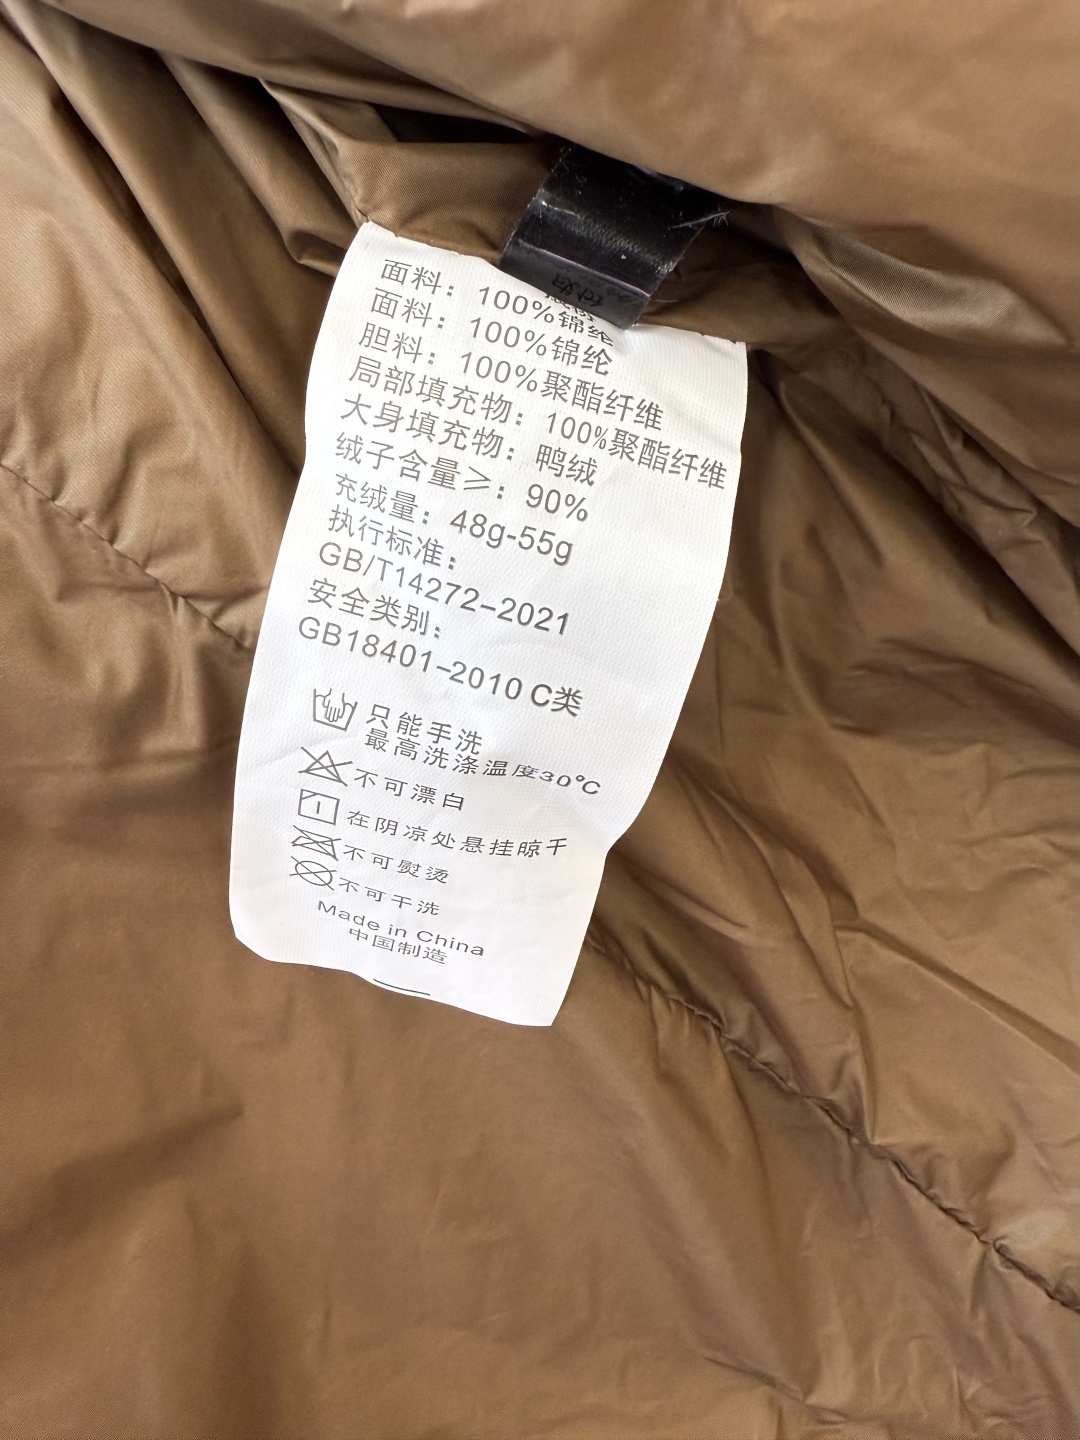 面料：100%锦纶
面料：100%锦纶
胆料：100%聚酯纤维
局部填充物：100%聚酯纤维
大身填充物：鸭绒
绒子含量≥：90%
充绒量：48g-55g
执行标准：
GB/T14272-2021
安全类别：
GB18401-2010 C类
只能手洗
最高洗涤温度30℃
不可漂白
在阴凉处悬挂晾干
不可熨烫
不可干洗
Made in China
中国制造